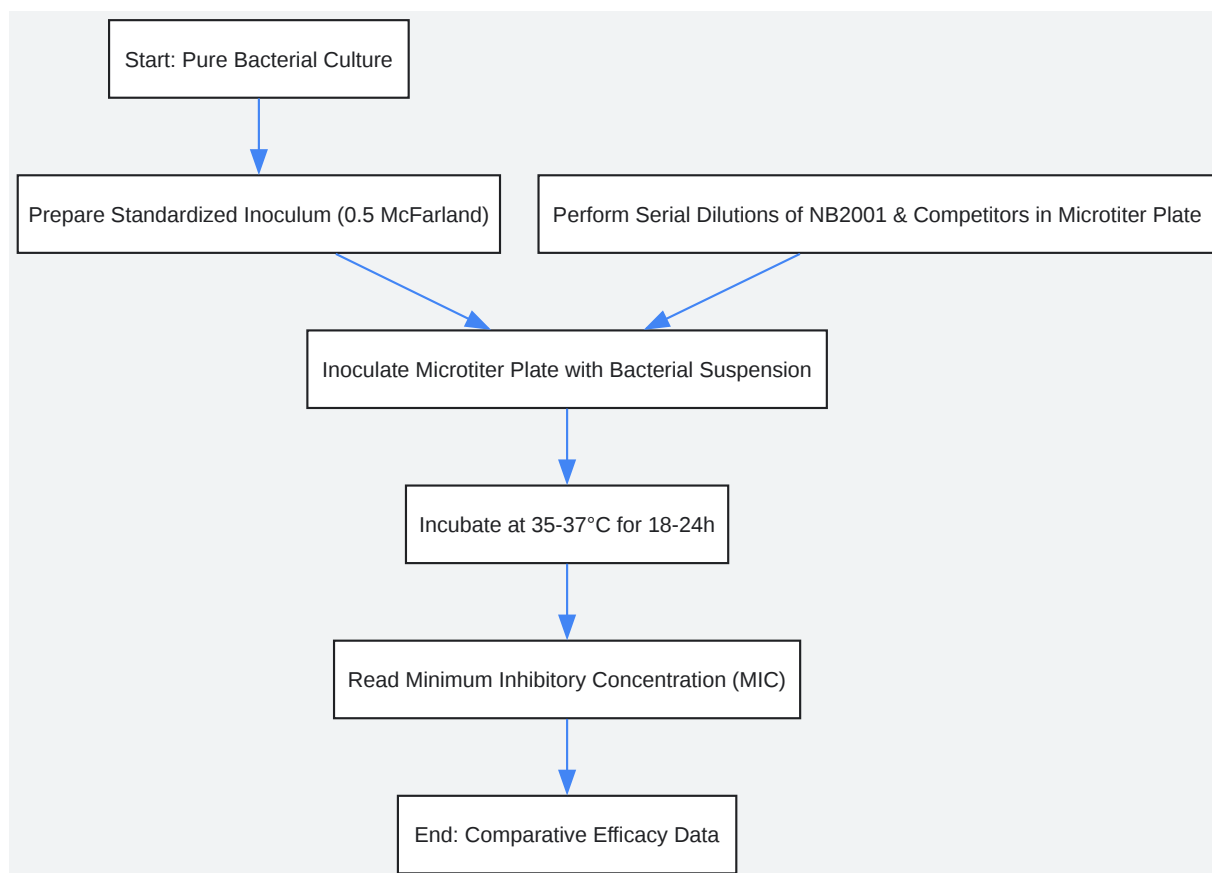 Start: Pure Bacterial Culture
Prepare Standardized Inoculum (0.5 McFarland)
Perform Serial Dilutions of NB2001 & Competitors in Microtiter Plate
Inoculate Microtiter Plate with Bacterial Suspension
Incubate at 35-37°C for 18-24h
Read Minimum Inhibitory Concentration (MIC)
End: Comparative Efficacy Data